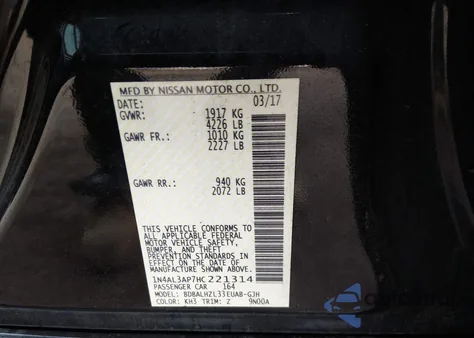 MFD BY NISSAN MOTOR CO., LTD.
DATE: 03/17
GVWR: 1917 KG
4226 LB
GAWR FR.: 1010 KG
2227 LB
GAWR RR.: 940 KG
2072 LB
THIS VEHICLE CONFORMS TO
ALL APPLICABLE FEDERAL
MOTOR VEHICLE SAFETY,
BUMPER, AND THEFT
PREVENTION STANDARDS
IN EFFECT ON THE DATE OF
MANUFACTURE SHOWN ABOVE.
1N4AL3AP7HC221314
PASSENGER CAR 164
MODEL: BDBALHZL33EUAB-G3H
COLOR: KH3 TRIM: Z 9N00A